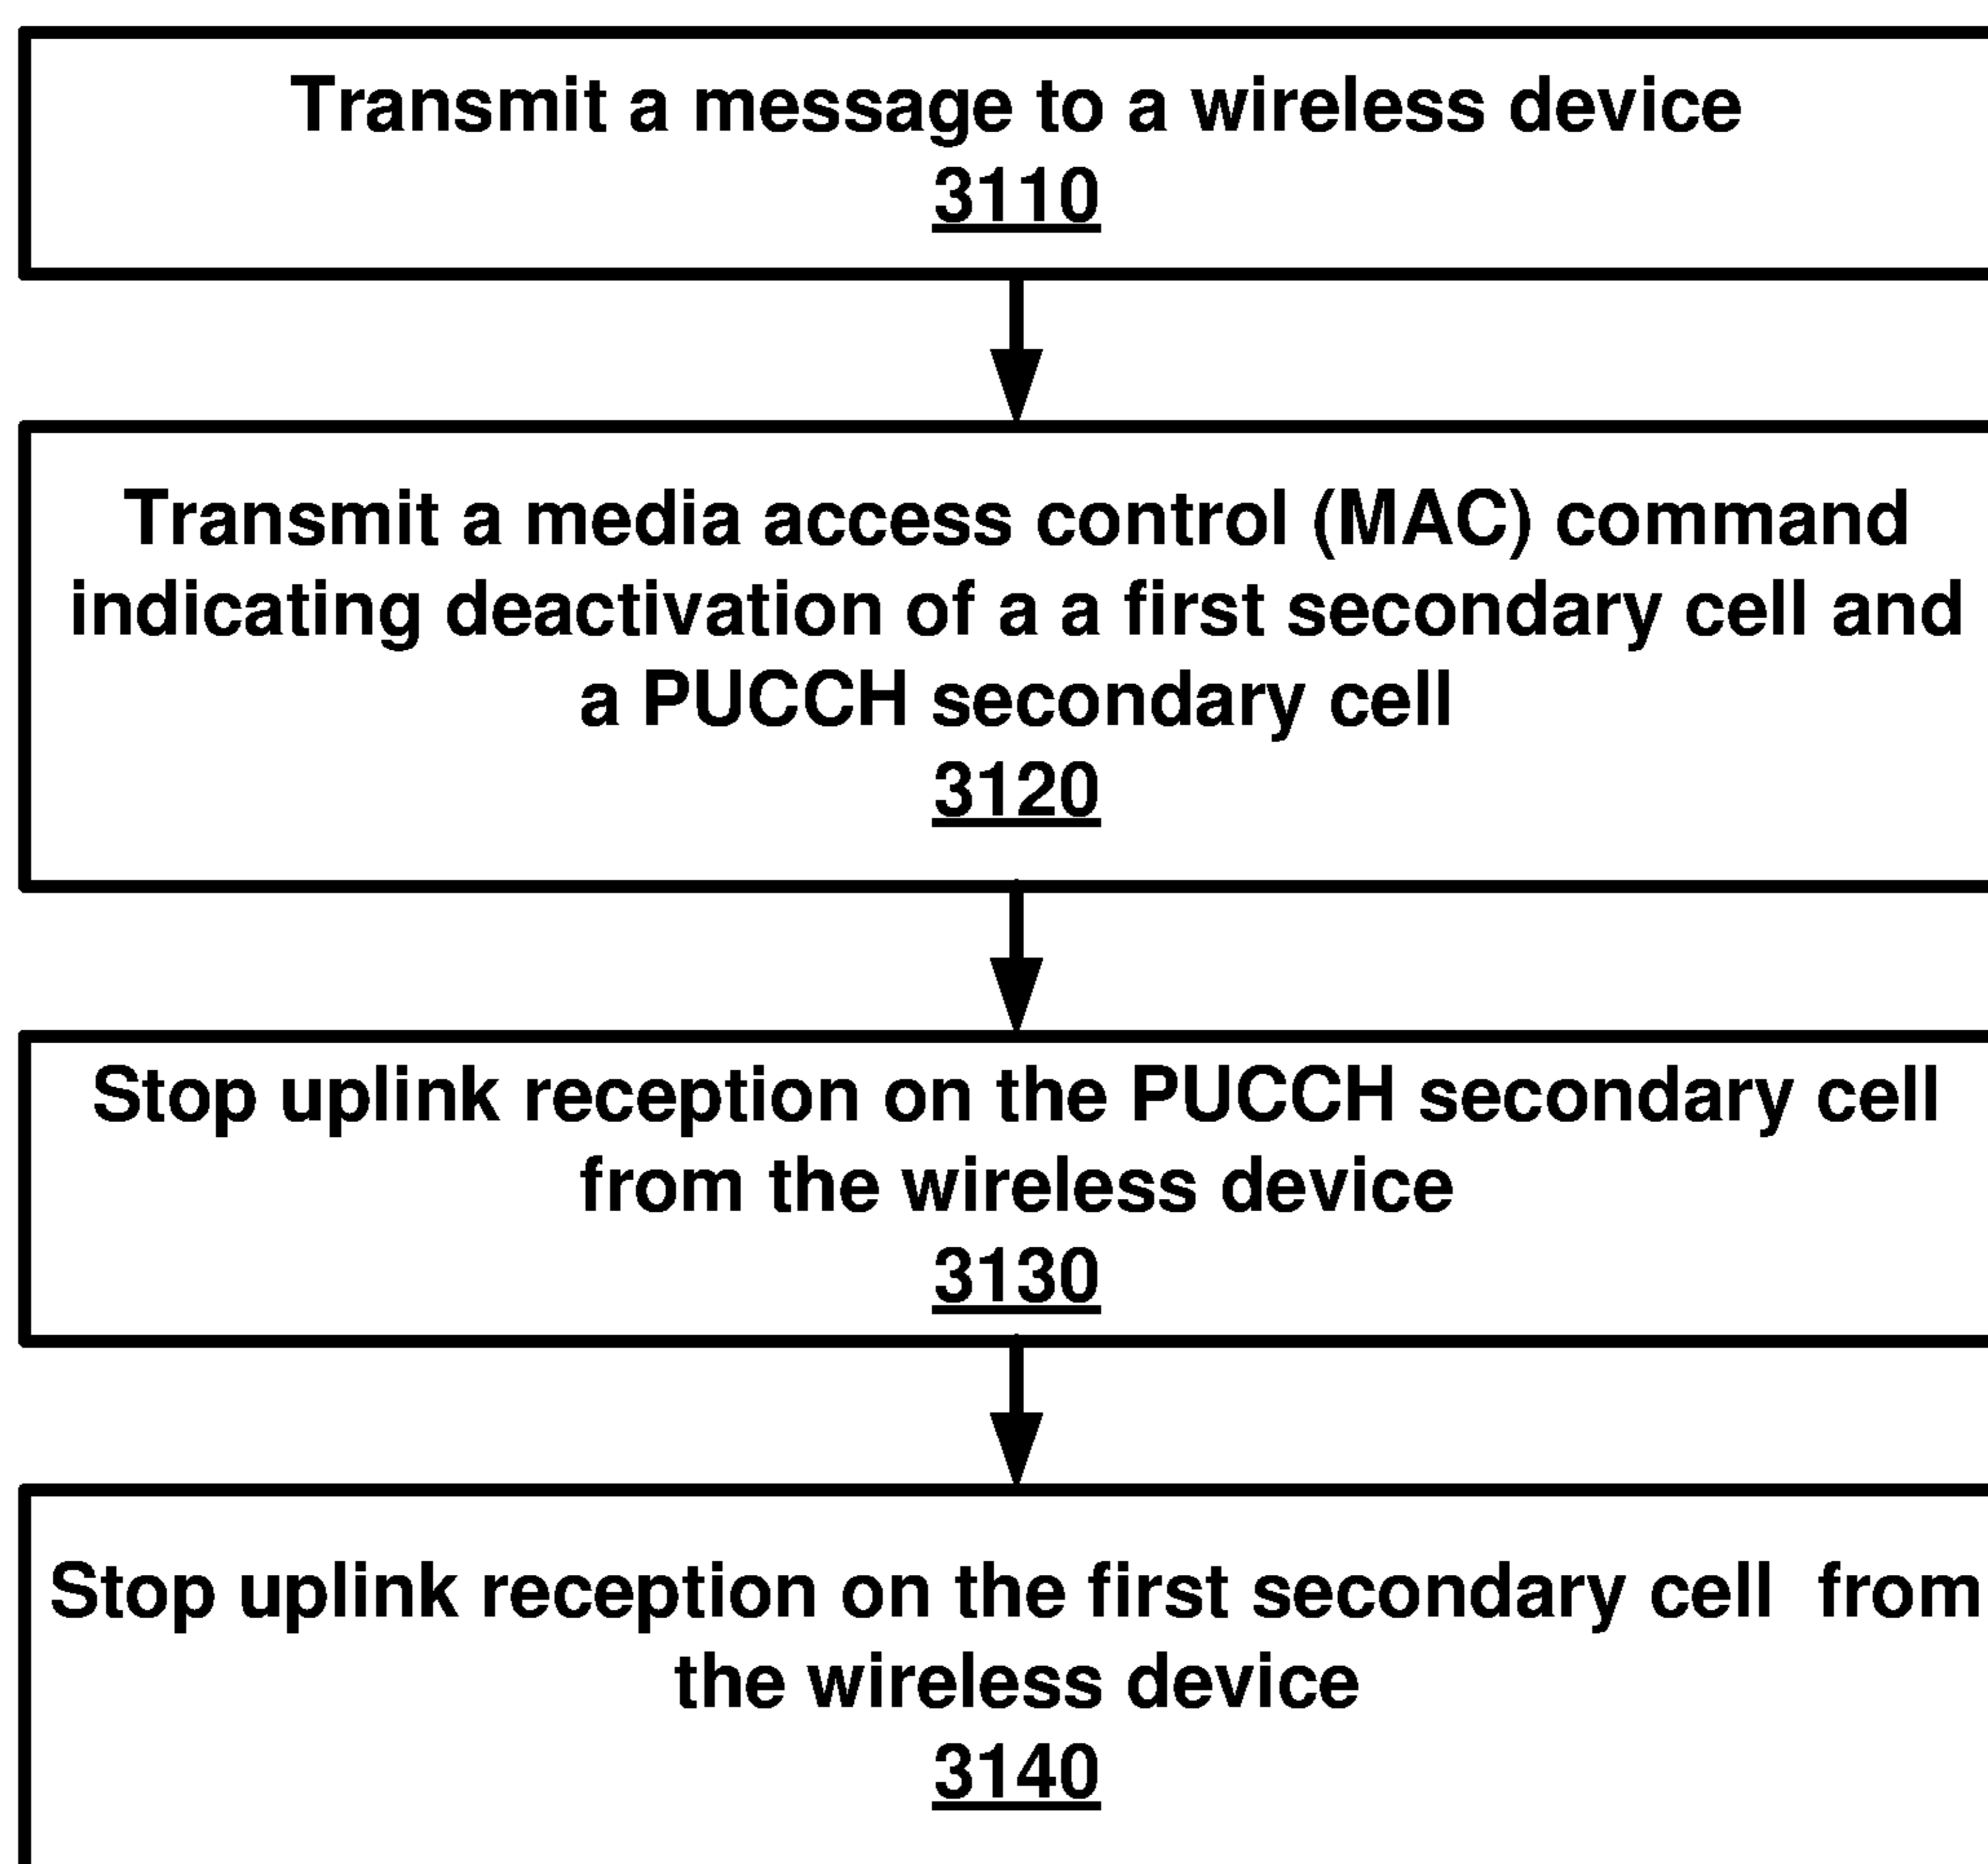 Transmit a message to a wireless device
3110
Transmit a media access control (MAC) command
indicating deactivation of a a first secondary cell and
a PUCCH secondary cell
3120
Stop uplink reception on the PUCCH secondary cell
from the wireless device
3130
Stop uplink reception on the first secondary cell  from
the wireless device
3140